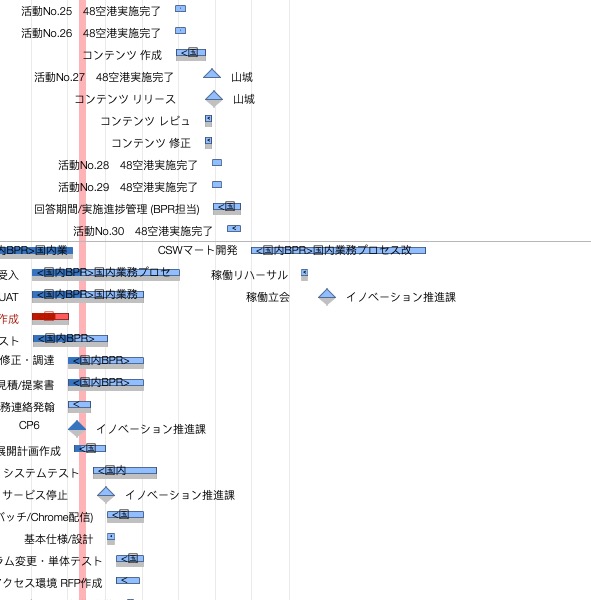 活動No.25　48空港実施完了
活動No.26　48空港実施完了
コンテンツ 作成 <国
活動No.27　48空港実施完了 山城
コンテンツ リリース 山城
コンテンツ レビュ <
コンテンツ 修正 <
活動No.28　48空港実施完了
活動No.29　48空港実施完了
回答期間/実施進捗管理 (BPR担当) <国
活動No.30　48空港実施完了 <
内BPR>国内業 CSWマート開発 <国内BPR>国内業務プロセス改
受入 <国内BPR>国内業務プロセ 稼働リハーサル <
UAT <国内BPR>国内業務 稼働立会 イノベーション推進課
作成
スト <国内BPR>
修正・調達 <国内BPR>
見積/提案書 <国内BPR>
務連絡発翰 <
CP6 イノベーション推進課
展開計画作成 <国
システムテスト <国内
サービス停止 イノベーション推進課
バッチ/Chrome配信) <国
基本仕様/設計 <
ラム変更・単体テスト <国
クセス環境 RFP作成 <